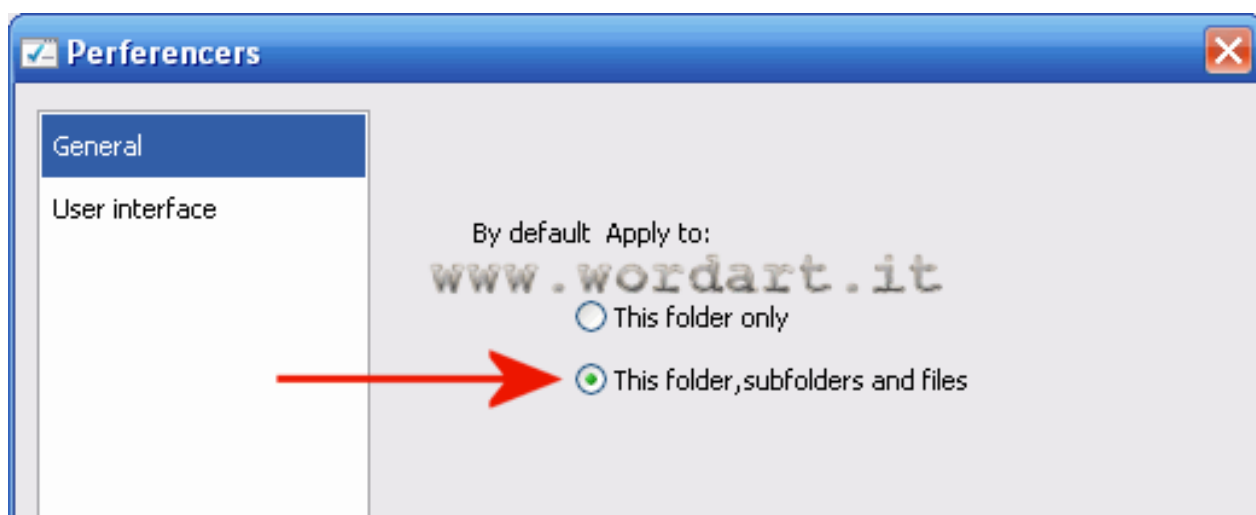 Perferencers
General
User interface
By default Apply to:
www.wordart.it
This folder only
This folder,subfolders and files